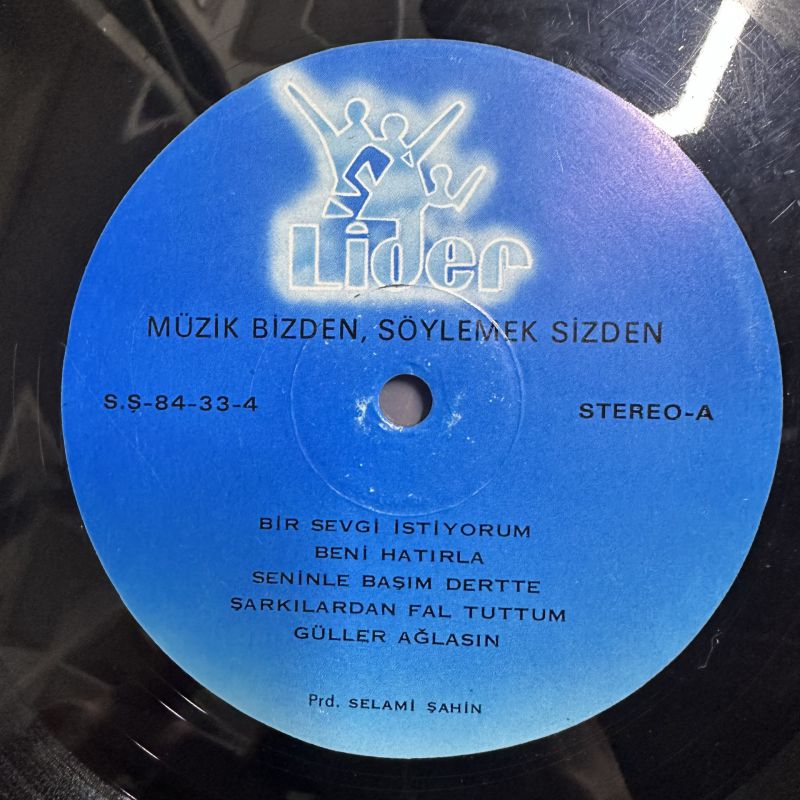 Lider
MÜZİK BİZDEN, SÖYLEMEK SİZDEN
S.Ş-84-33-4
STEREO-A
BİR SEVGİ İSTİYORUM
BENİ HATIRLA
SENİNLE BAŞIM DERTTE
ŞARKILARDAN FAL TUTTUM
GÜLLER AĞLASIN
Prd. SELAMİ ŞAHİN